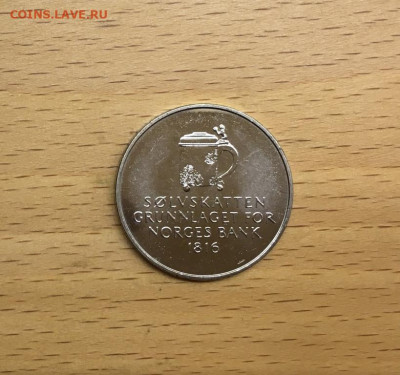 COINS.LAVE.RU
SØLVSKATTEN
GRUNNLAGET FOR
NORGES BANK
1816